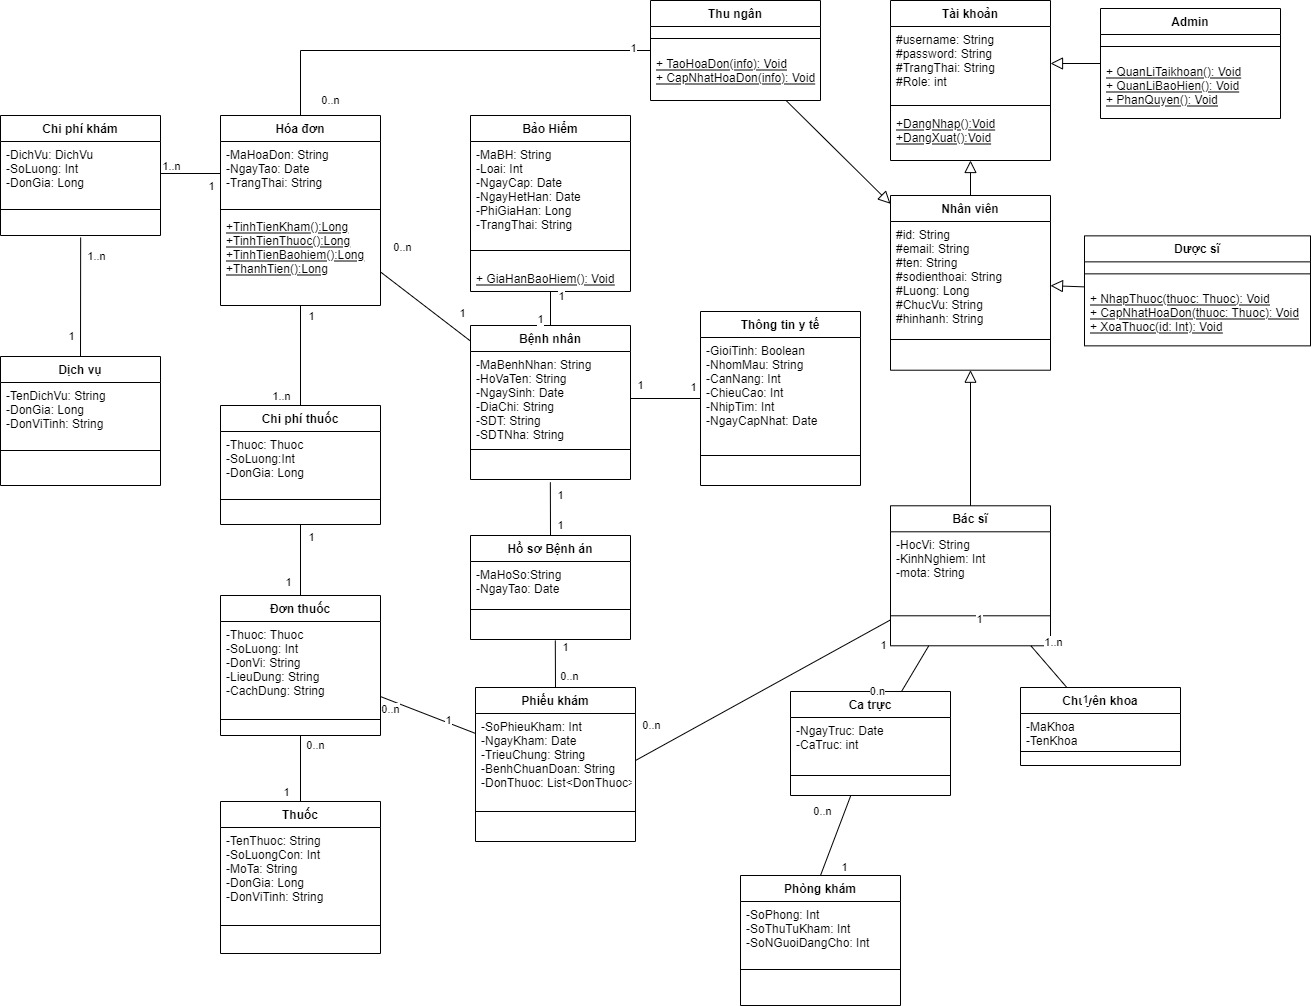 Thu ngân
+ TaoHoaDon(info): Void
+ CapNhatHoaDon(info): Void
1
0..n
Tài khoản
#username: String
#password: String
#TrangThai: String
#Role: int
+DangNhap():Void
+DangXuat():Void
Admin
+ QuanLiTaikhoan(): Void
+ QuanLiBaoHien(): Void
+ PhanQuyen(): Void
Chi phí khám
-DichVu: DichVu
-SoLuong: Int
-DonGia: Long
1..n
1
Hóa đơn
-MaHoaDon: String
-NgayTao: Date
-TrangThai: String
+TinhTienKham():Long
+TinhTienThuoc():Long
+TinhTienBaohiem():Long
+ThanhTien():Long
0..n
1
Bảo Hiểm
-MaBH: String
-Loai: Int
-NgayCap: Date
-NgayHetHan: Date
-PhiGiaHan: Long
-TrangThai: String
+ GiaHanBaoHiem(): Void
1
1
Nhân viên
#id: String
#email: String
#ten: String
#sodienthoai: String
#Luong: Long
#ChucVu: String
#hinhanh: String
Dược sĩ
+ NhapThuoc(thuoc: Thuoc): Void
+ CapNhatHoaDon(thuoc: Thuoc): Void
+ XoaThuoc(id: Int): Void
1..n
1
Dịch vụ
-TenDichVu: String
-DonGia: Long
-DonViTinh: String
1
1..n
Chi phí thuốc
-Thuoc: Thuoc
-SoLuong:Int
-DonGia: Long
Bệnh nhân
-MaBenhNhan: String
-HoVaTen: String
-NgaySinh: Date
-DiaChi: String
-SDT: String
-SDTNha: String
1
1
Thông tin y tế
-GioiTinh: Boolean
-NhomMau: String
-CanNang: Int
-ChieuCao: Int
-NhipTim: Int
-NgayCapNhat: Date
1
1
Hồ sơ Bệnh án
-MaHoSo:String
-NgayTao: Date
Bác sĩ
-HocVi: String
-KinhNghiem: Int
-mota: String
1
1
1
Đơn thuốc
-Thuoc: Thuoc
-SoLuong: Int
-DonVi: String
-LieuDung: String
-CachDung: String
0..n
1
1
0..n
Phiếu khám
-SoPhieuKham: Int
-NgayKham: Date
-TrieuChung: String
-BenhChuanDoan: String
-DonThuoc: List<DonThuoc>
1
0..n
0..n
Ca trực
-NgayTruc: Date
-CaTruc: int
1..n
1
Chuyên khoa
-MaKhoa
-TenKhoa
0..n
1
Thuốc
-TenThuoc: String
-SoLuongCon: Int
-MoTa: String
-DonGia: Long
-DonViTinh: String
0..n
1
Phòng khám
-SoPhong: Int
-SoThuTuKham: Int
-SoNGuoiDangCho: Int